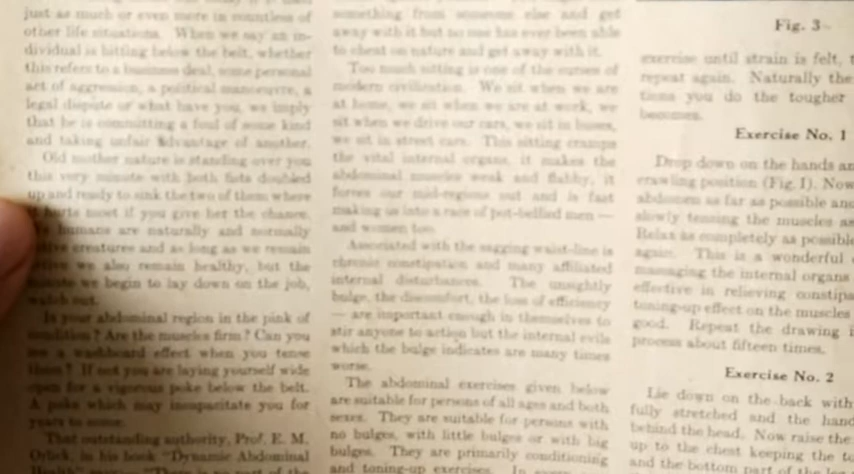 just as much or even more in countless of
other life situations. When we say an in-
dividual is hitting below the belt, whether
this refers to a business deal, some personal
act of aggression, a political manoeuvre, a
legal dispute or what have you, we imply
that he is committing a foul of some kind
and taking unfair advantage of another.
Old mother nature is standing over you
this very minute with both fists doubled
up and ready to sink the two of them where
it hurts most if you give her the chance.
humans are naturally and normally
creatures and as long as we remain
we also remain healthy, but the
we begin to lay down on the job,
watch out.
Is your abdominal region in the pink of
condition? Are the muscles firm? Can you
see a washboard effect when you tense
them? If not you are laying yourself wide
open for a vigorous poke below the belt.
A poke which may incapacitate you for
years to come.
That outstanding authority, Prof. E. M.
Orlick, in his book "Dynamic Abdominal
something from someone else and get
away with it but no one has ever been able
to cheat on nature and get away with it.
Too much sitting is one of the curses of
modern civilization. We sit when we are
at home, we sit when we are at work, we
sit when we drive our cars, we sit in buses,
we sit in street cars. This sitting cramps
the vital internal organs, it makes the
abdominal muscles weak and flabby, it
forces our mid-regions out and is fast
making us into a race of pot-bellied men —
and women too.
Associated with the sagging waist-line is
chronic constipation and many affiliated
internal disturbances. The unsightly
bulge, the discomfort, the loss of efficiency
— are important enough in themselves to
stir anyone to action but the internal evils
which the bulge indicates are many times
worse.
The abdominal exercises given below
are suitable for persons of all ages and both
sexes. They are suitable for persons with
no bulges, with little bulges or with big
bulges. They are primarily conditioning
and toning-up exercises. In
Fig. 3
exercise until strain is felt,
repeat again. Naturally the
tions you do the tougher
becomes.
Exercise No. 1
Drop down on the hands an
crawling position (Fig. 1). Now
abdomen as far as possible and
slowly tensing the muscles as
Relax as completely as possible
again. This is a wonderful
massaging the internal organs
effective in relieving constipa
toning-up effect on the muscles
good. Repeat the drawing i
process about fifteen times.
Exercise No. 2
Lie down on the back with
fully stretched and the hand
behind the head. Now raise the
up to the chest keeping the to
and the bottom part of the